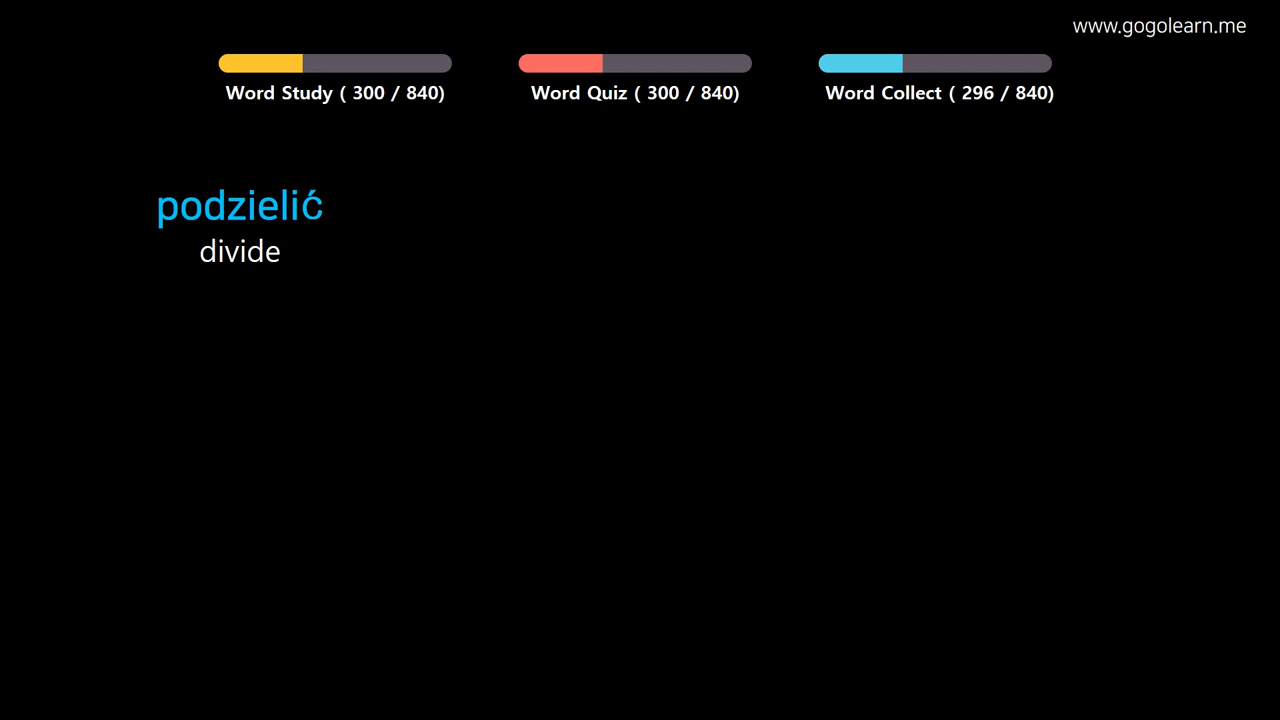 www.gogolearn.me
Word Study ( 300 / 840)
Word Quiz ( 300 / 840)
Word Collect ( 296 / 840)
podzielić
divide